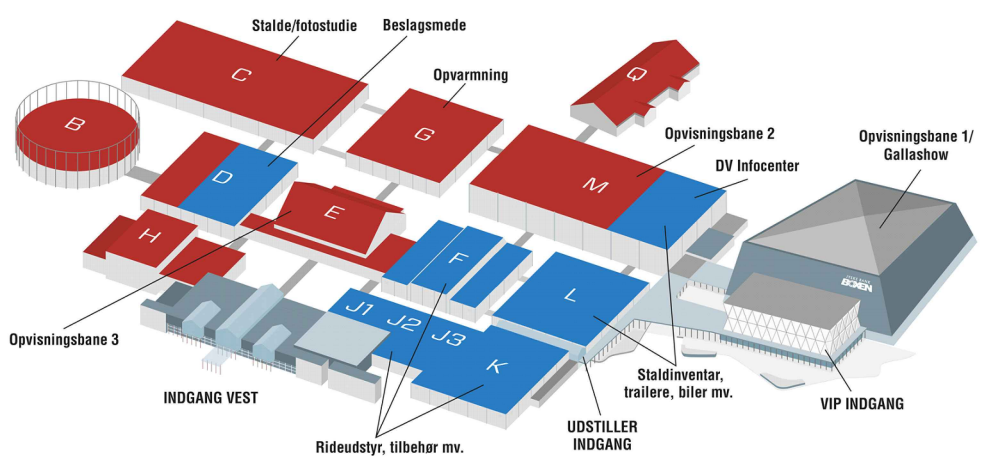 Stalde/fotostudie
Beslagsmede
Opvarmning
C
Q
B
G
Opvisningsbane 2
Opvisningsbane 1/
Gallashow
DV Infocenter
D
M
E
H
F
L
BOXEN
J1
J2
J3
K
Opvisningsbane 3
INDGANG VEST
Rideudstyr, tilbehør mv.
UDSTILLER
INDGANG
Staldinventar,
trailere, biler mv.
VIP INDGANG